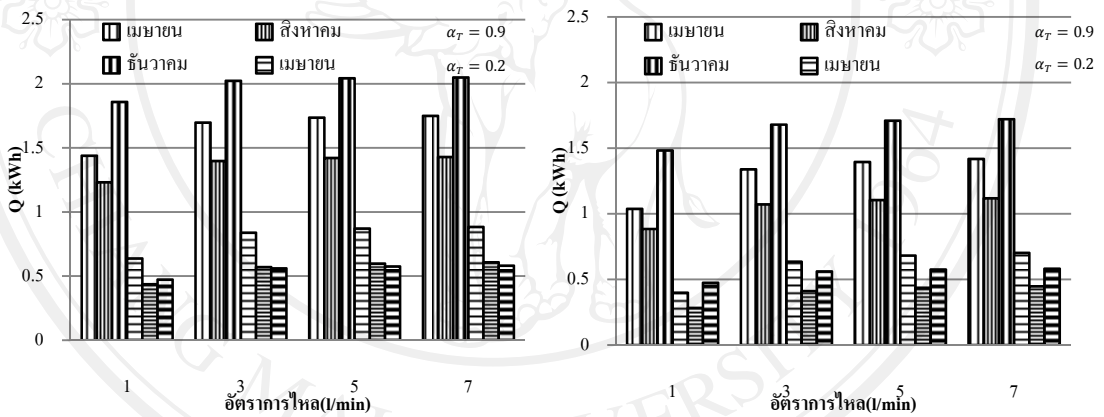 2.5
เมษายน สิงหาคม α_T = 0.9
ธันวาคม เมษายน α_T = 0.2
2
1.5
1
0.5
0
Q (kWh)
1 3 5 7
อัตราการไหล(l/min)
2.5
เมษายน สิงหาคม α_T = 0.9
ธันวาคม เมษายน α_T = 0.2
2
1.5
1
0.5
0
Q (kWh)
1 3 5 7
อัตราการไหล(l/min)